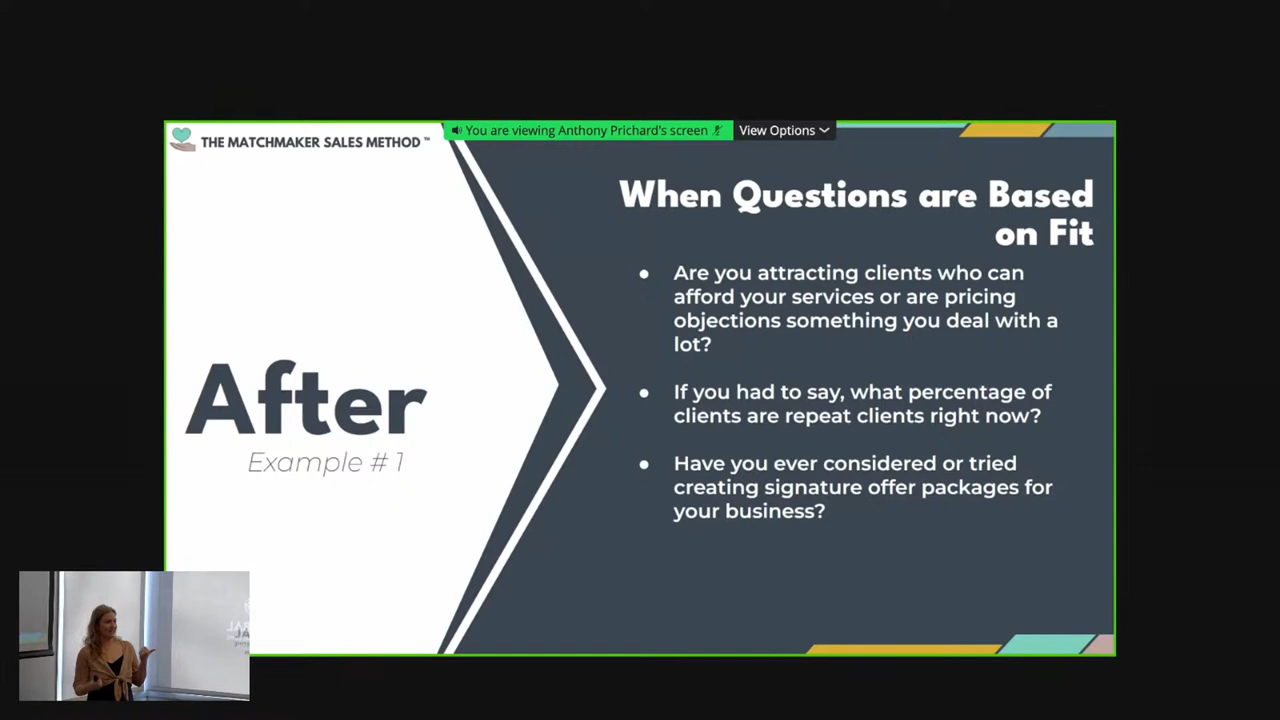 THE MATCHMAKER SALES METHOD ™
You are viewing Anthony Prichard's screen
View Options
When Questions are Based
on Fit
● Are you attracting clients who can
afford your services or are pricing
objections something you deal with a
lot?
● If you had to say, what percentage of
clients are repeat clients right now?
● Have you ever considered or tried
creating signature offer packages for
your business?
After
Example # 1